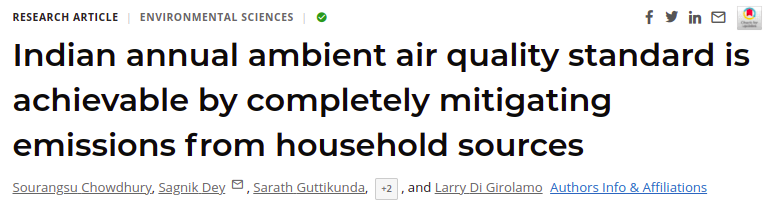 RESEARCH ARTICLE | ENVIRONMENTAL SCIENCES |
Indian annual ambient air quality standard is
achievable by completely mitigating
emissions from household sources
Sourangsu Chowdhury, Sagnik Dey, Sarath Guttikunda, +2, and Larry Di Girolamo Authors Info & Affiliations